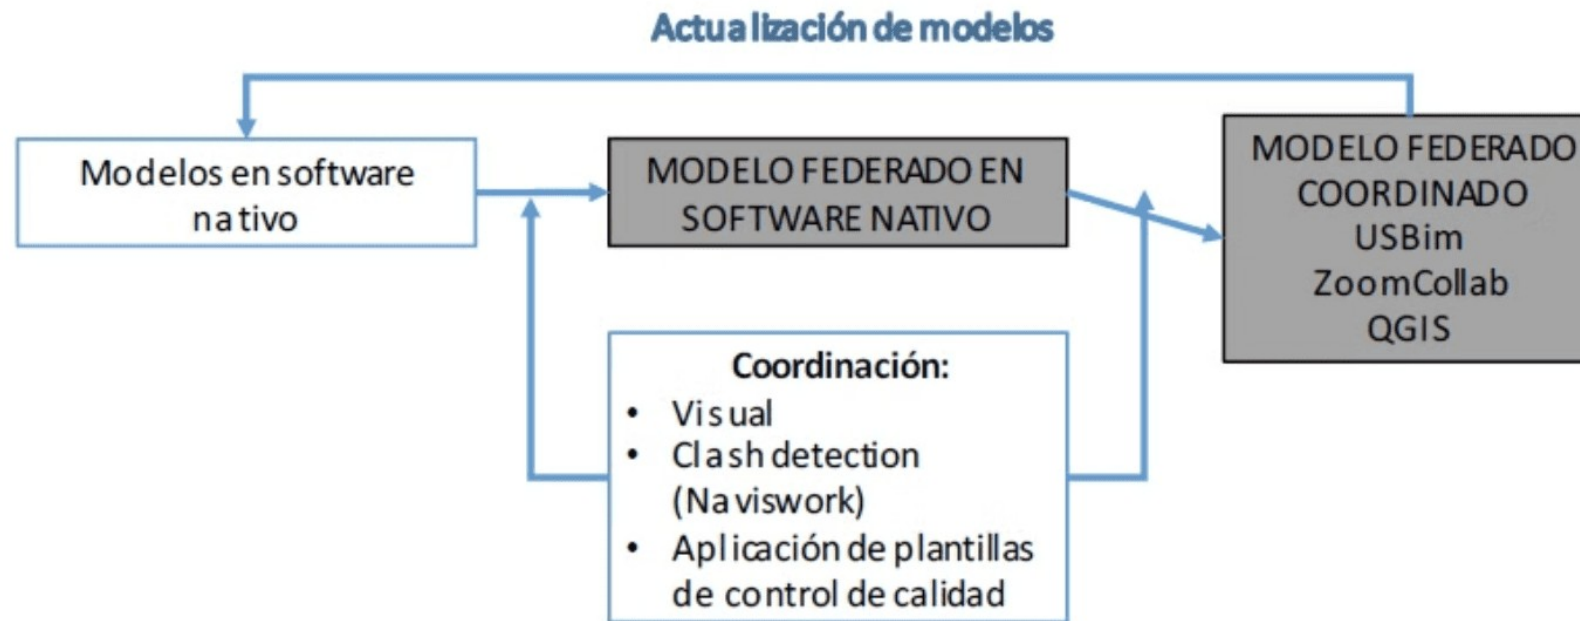 Actualización de modelos
Modelos en software
nativo
MODELO FEDERADO EN
SOFTWARE NATIVO
MODELO FEDERADO
COORDINADO
USBim
ZoomCollab
QGIS
Coordinación:
• Visual
• Clash detection
(Naviswork)
• Aplicación de plantillas
de control de calidad